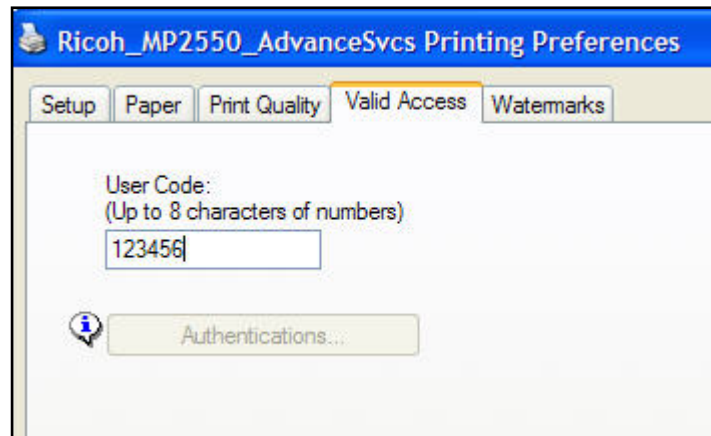 Ricoh_MP2550_AdvanceSvcs Printing Preferences
Setup Paper Print Quality Valid Access Watermarks
User Code:
(Up to 8 characters of numbers)
123456
Authentications...